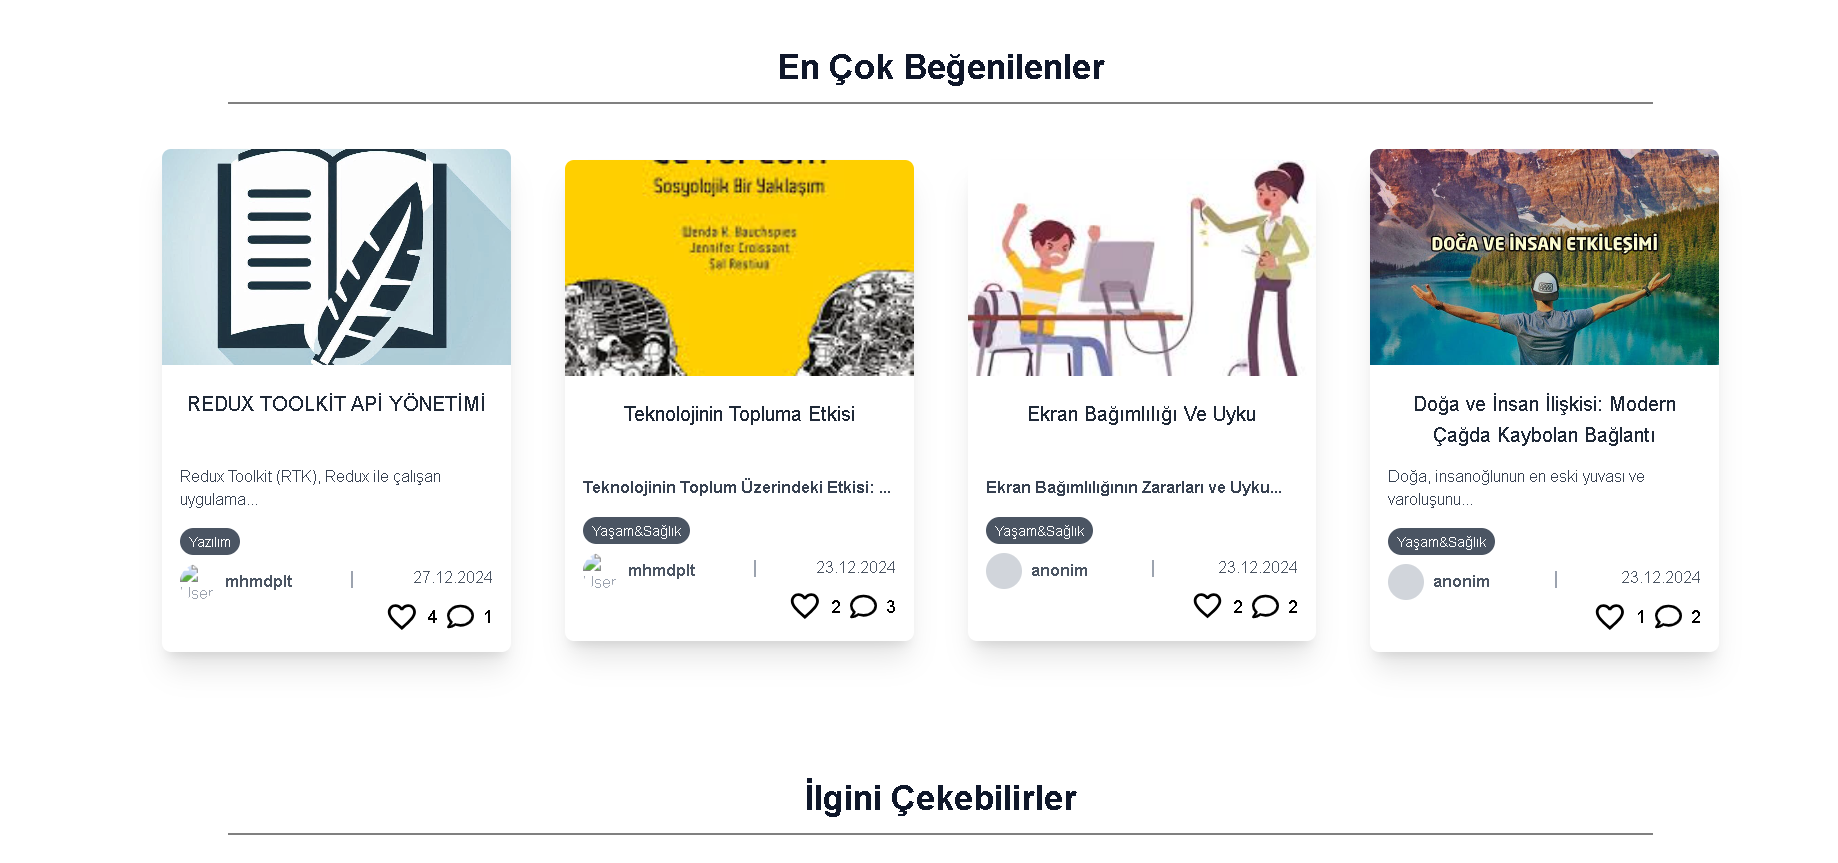 En Çok Beğenilenler
REDUX TOOLKİT APİ YÖNETİMİ
Redux Toolkit (RTK), Redux ile çalışan
uygulama...
Yazılım
User
mhmdplt
|
27.12.2024
4
1
Sosyolojik Bir Yaklaşım
Wenda K. Bauchspies
Jennifer Croissant
Sal Restivo
Teknolojinin Topluma Etkisi
Teknolojinin Toplum Üzerindeki Etkisi: ...
Yaşam&Sağlık
User
mhmdplt
|
23.12.2024
2
3
Ekran Bağımlılığı Ve Uyku
Ekran Bağımlılığının Zararları ve Uyku...
Yaşam&Sağlık
anonim
|
23.12.2024
2
2
DOĞA VE İNSAN ETKİLEŞİMİ
Doğa ve İnsan İlişkisi: Modern
Çağda Kaybolan Bağlantı
Doğa, insanoğlunun en eski yuvası ve
varoluşunu...
Yaşam&Sağlık
anonim
|
23.12.2024
1
2
İlgini Çekebilirler